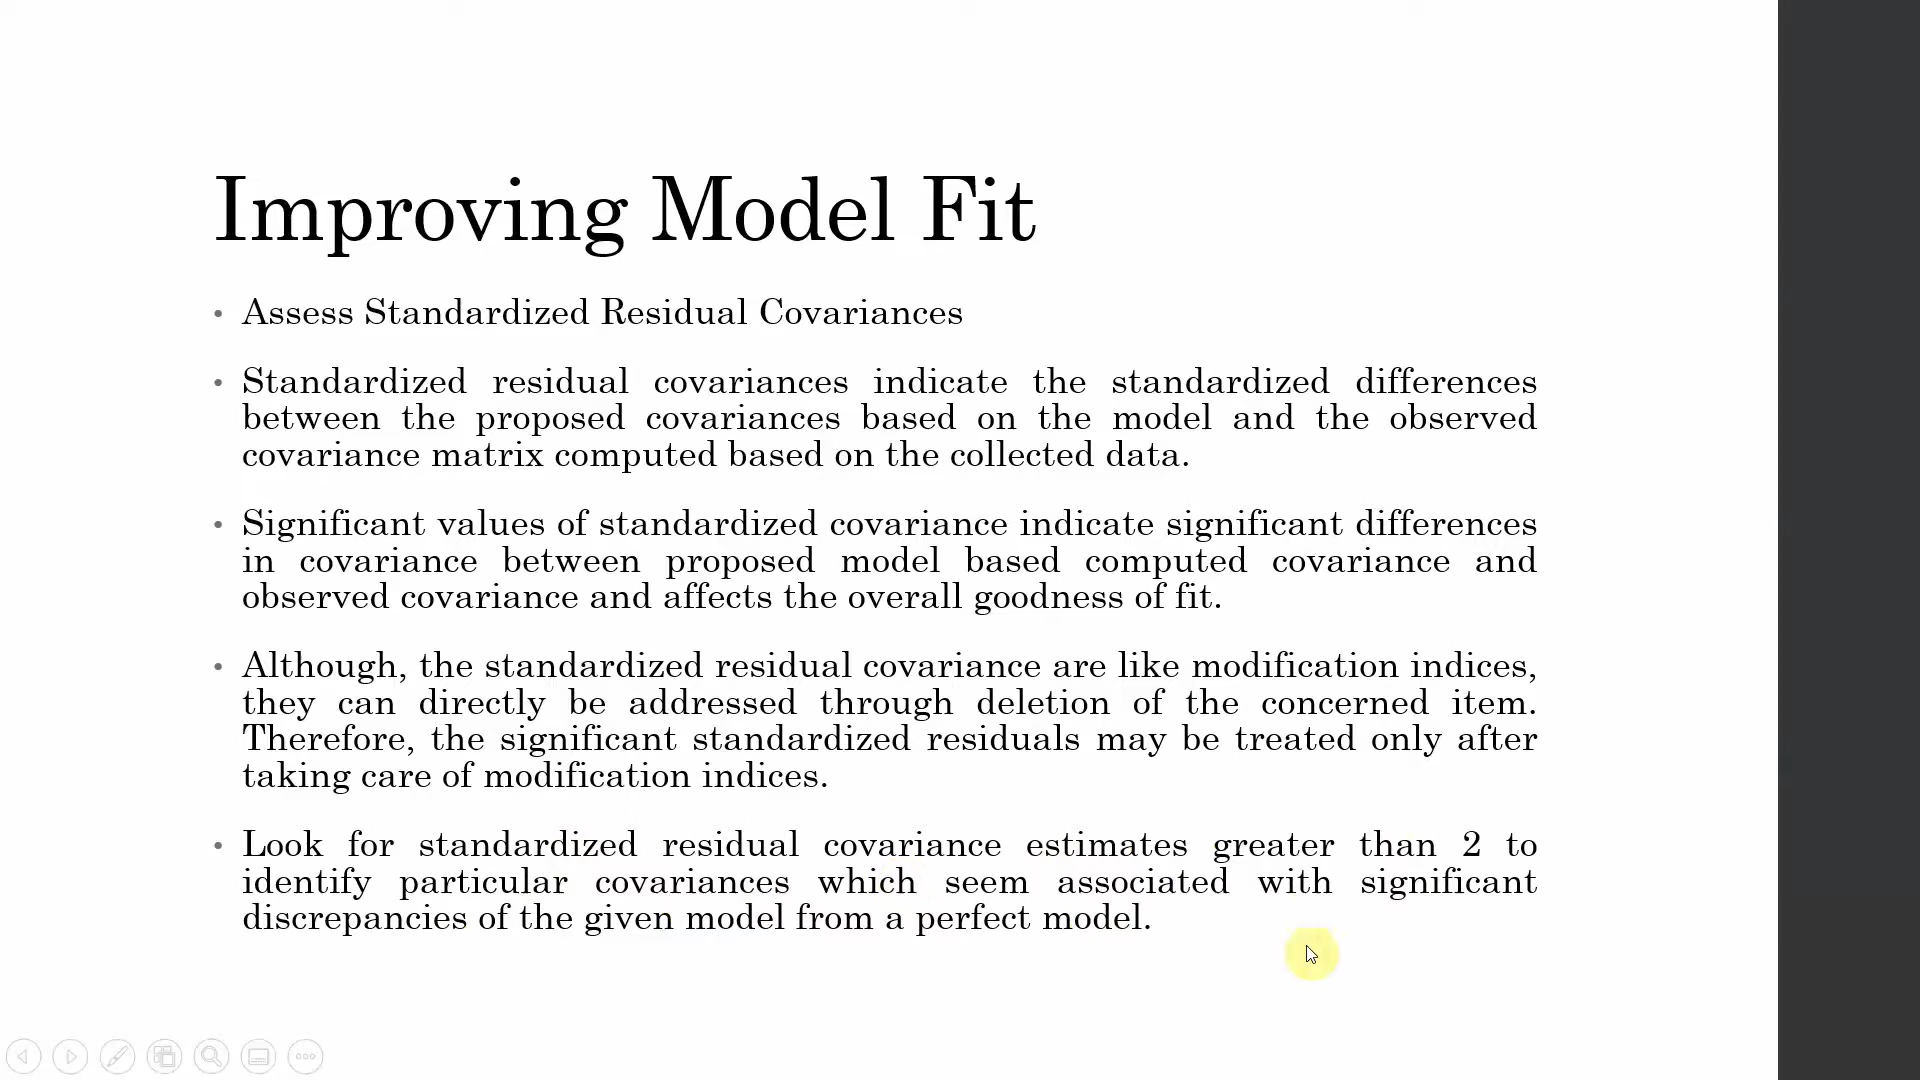 Improving Model Fit
• Assess Standardized Residual Covariances
• Standardized residual covariances indicate the standardized differences
between the proposed covariances based on the model and the observed
covariance matrix computed based on the collected data.
• Significant values of standardized covariance indicate significant differences
in covariance between proposed model based computed covariance and
observed covariance and affects the overall goodness of fit.
• Although, the standardized residual covariance are like modification indices,
they can directly be addressed through deletion of the concerned item.
Therefore, the significant standardized residuals may be treated only after
taking care of modification indices.
• Look for standardized residual covariance estimates greater than 2 to
identify particular covariances which seem associated with significant
discrepancies of the given model from a perfect model.